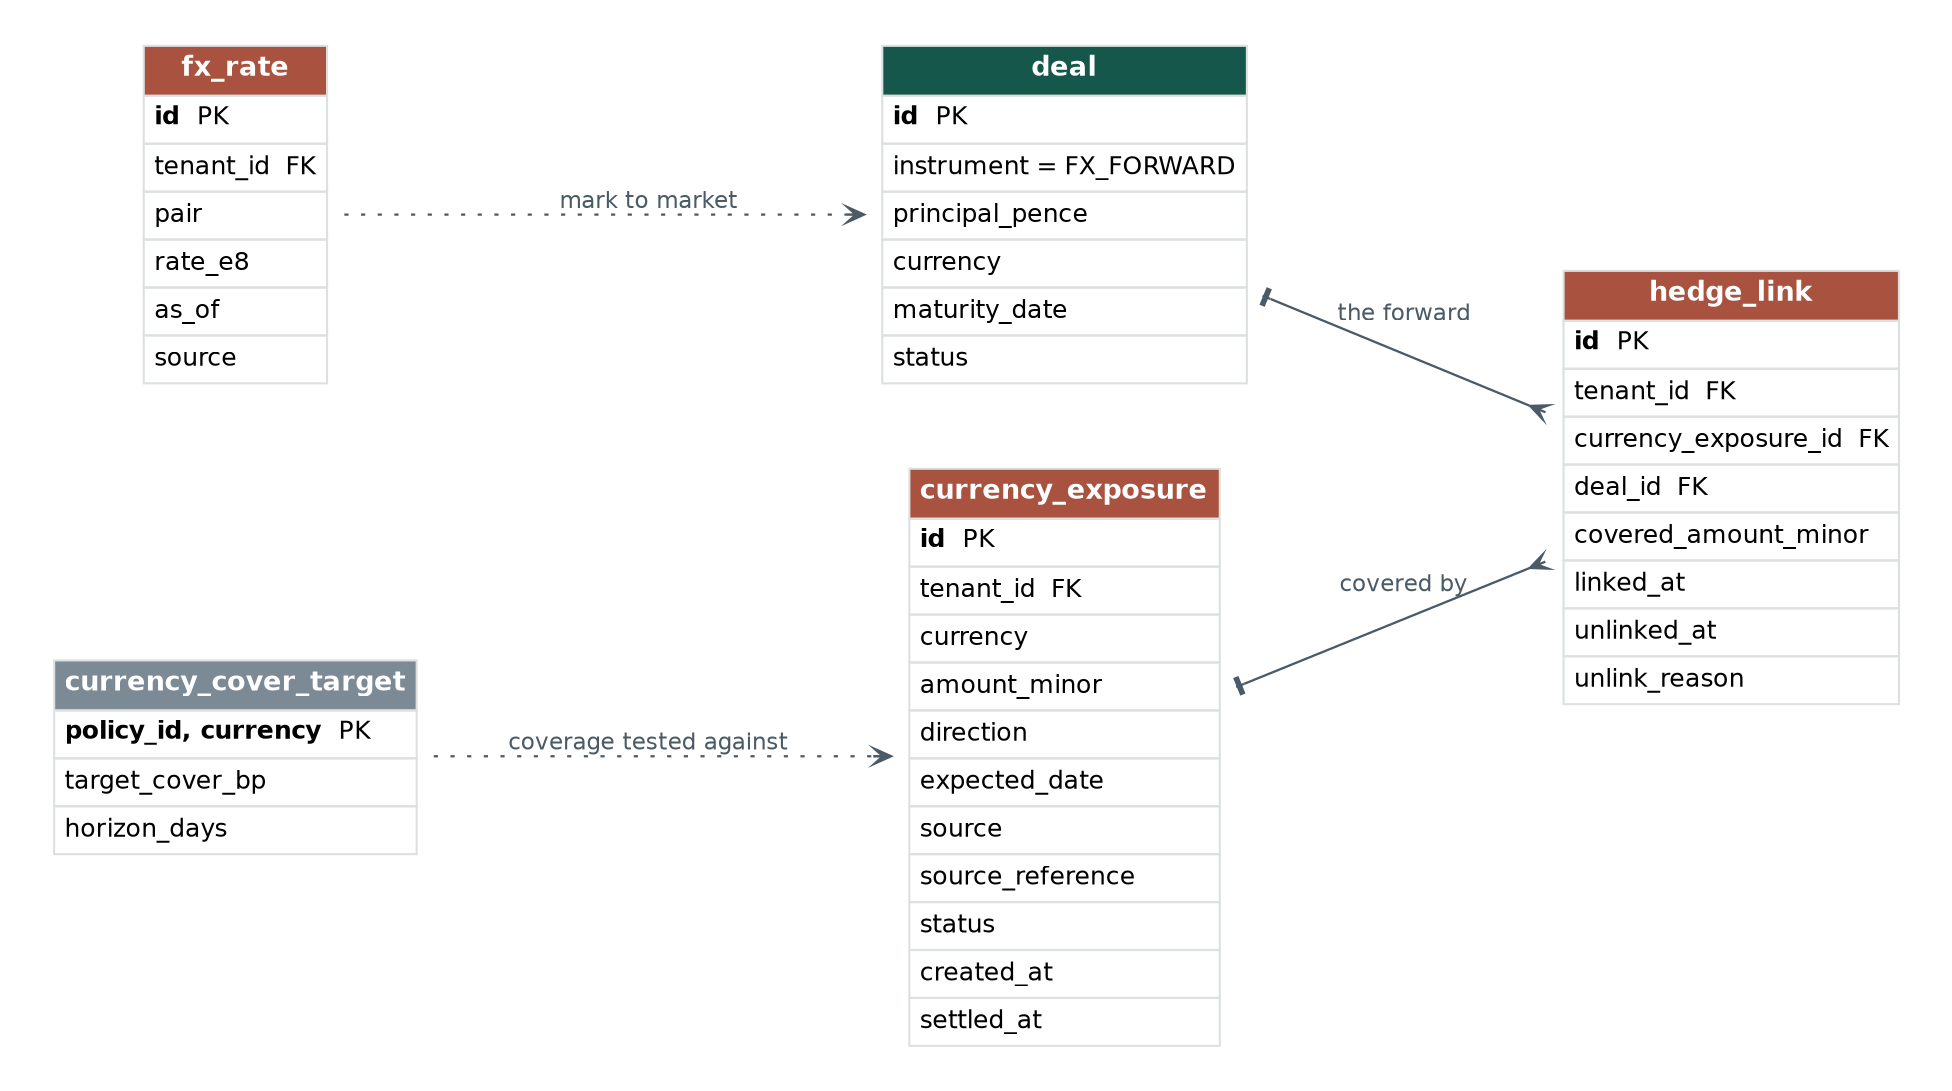 fx_rate
id PK
tenant_id FK
pair
rate_e8
as_of
source
mark to market
deal
id PK
instrument = FX_FORWARD
principal_pence
currency
maturity_date
status
the forward
hedge_link
id PK
tenant_id FK
currency_exposure_id FK
deal_id FK
covered_amount_minor
linked_at
unlinked_at
unlink_reason
covered by
currency_exposure
id PK
tenant_id FK
currency
amount_minor
direction
expected_date
source
source_reference
status
created_at
settled_at
currency_cover_target
policy_id, currency PK
target_cover_bp
horizon_days
coverage tested against